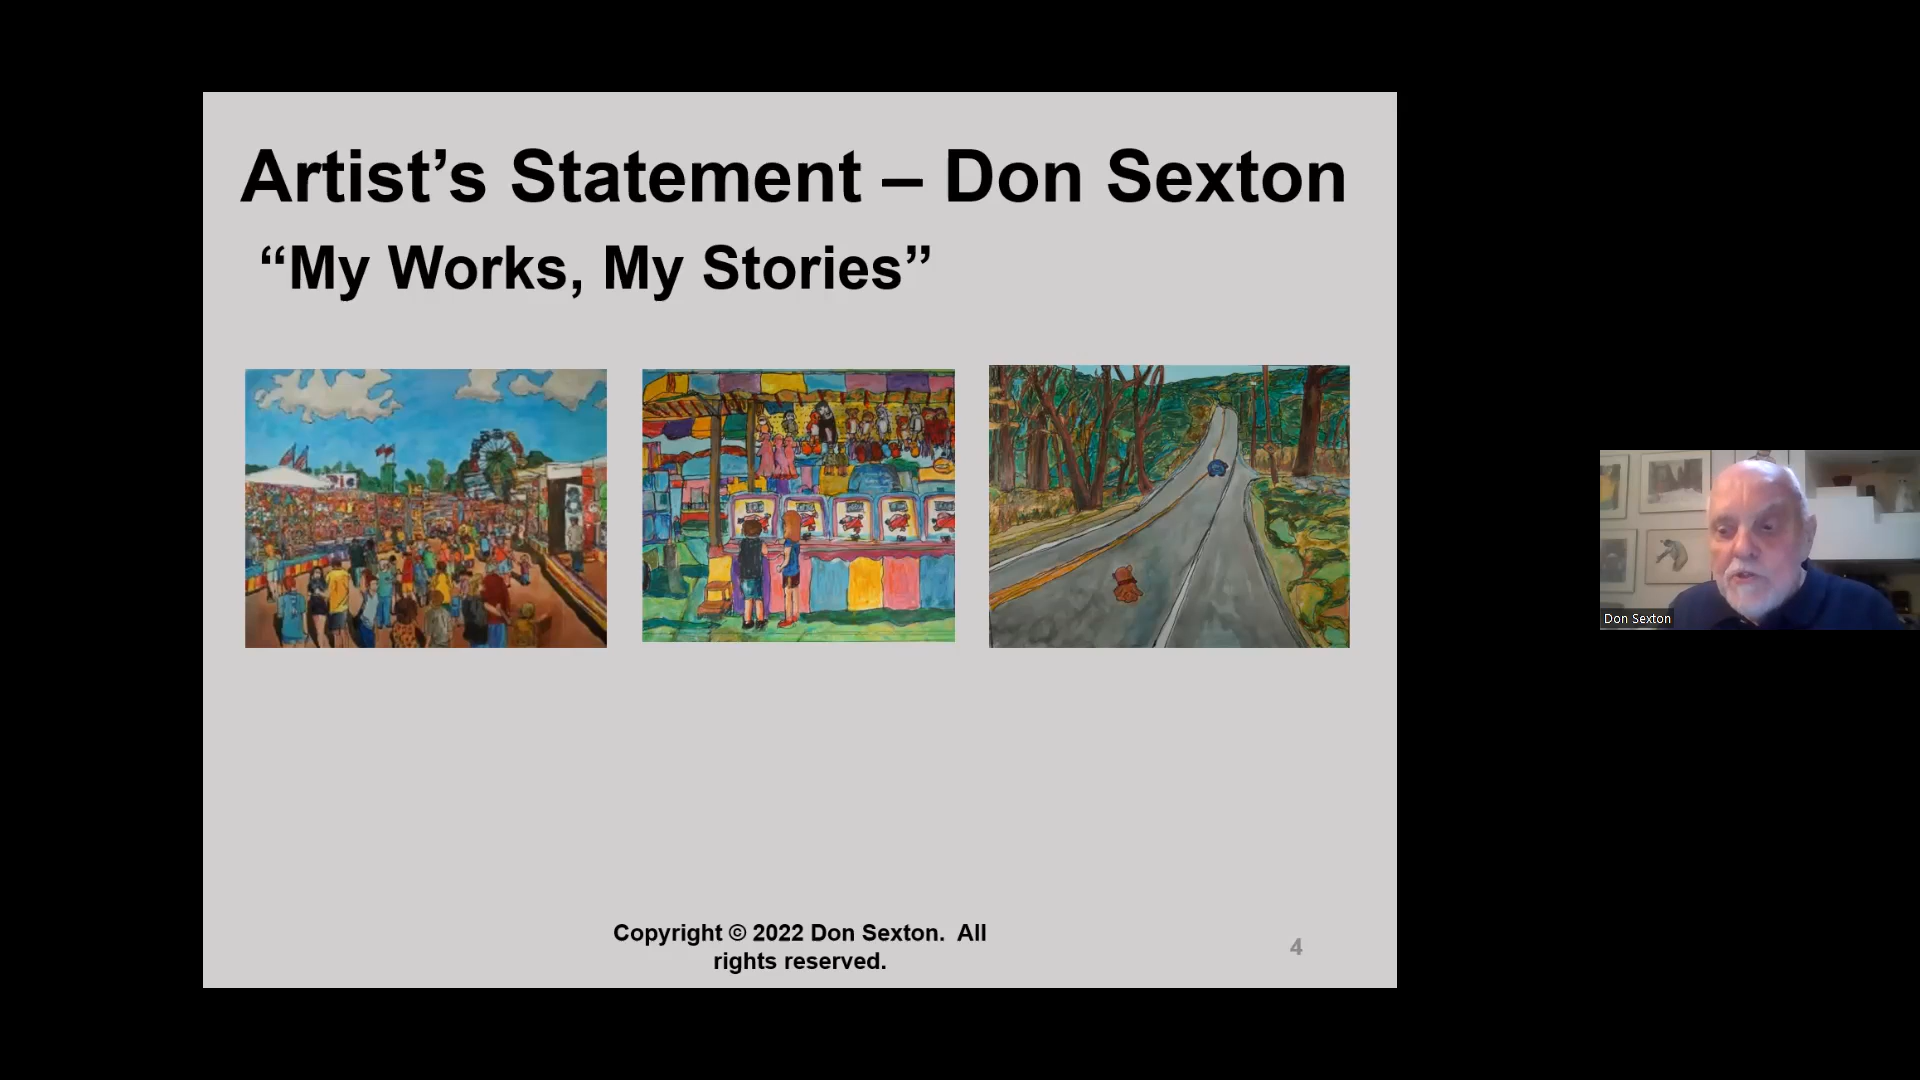 Artist’s Statement – Don Sexton
“My Works, My Stories”
Copyright © 2022 Don Sexton. All
rights reserved.
4
Don Sexton